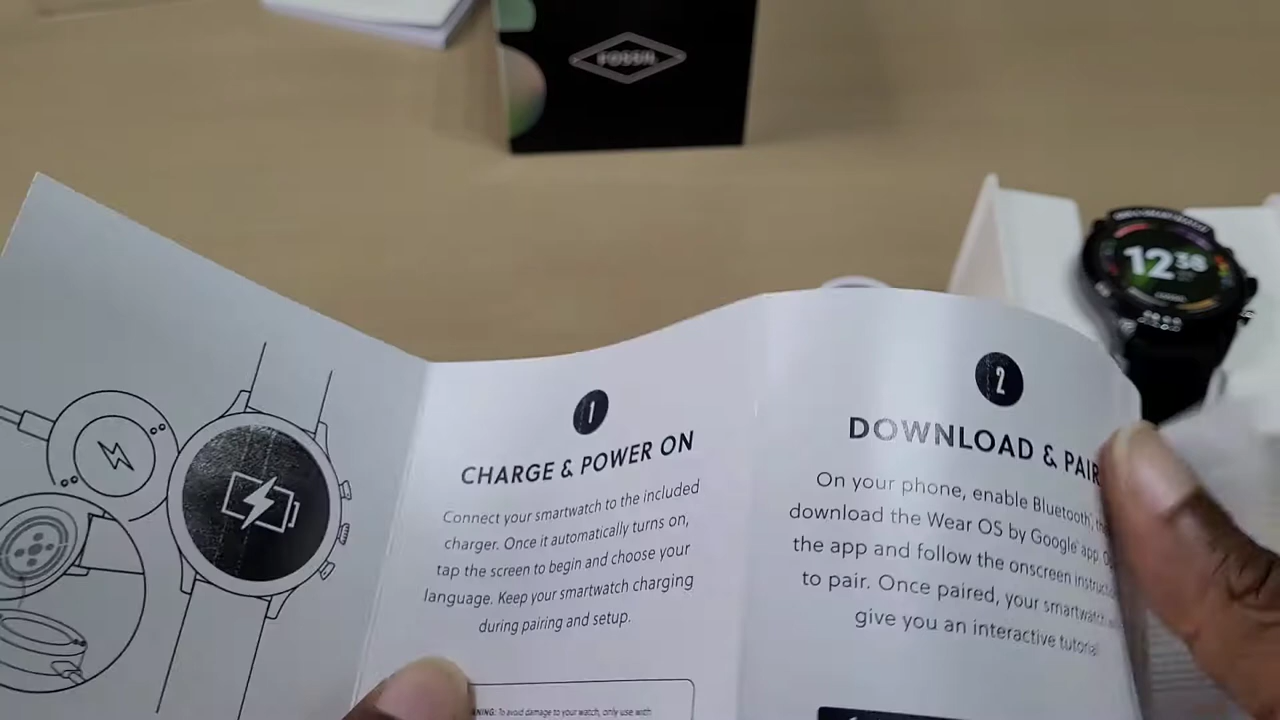 FOSSIL
12 38
1
CHARGE & POWER ON
Connect your smartwatch to the included
charger. Once it automatically turns on,
tap the screen to begin and choose your
language. Keep your smartwatch charging
during pairing and setup.
WARNING: To avoid damage to your watch, only use with
2
DOWNLOAD & PAIR
On your phone, enable Bluetooth,
download the Wear OS by Google app.
the app and follow the onscreen
to pair. Once paired, your smartwatch
give you an interactive tutorial